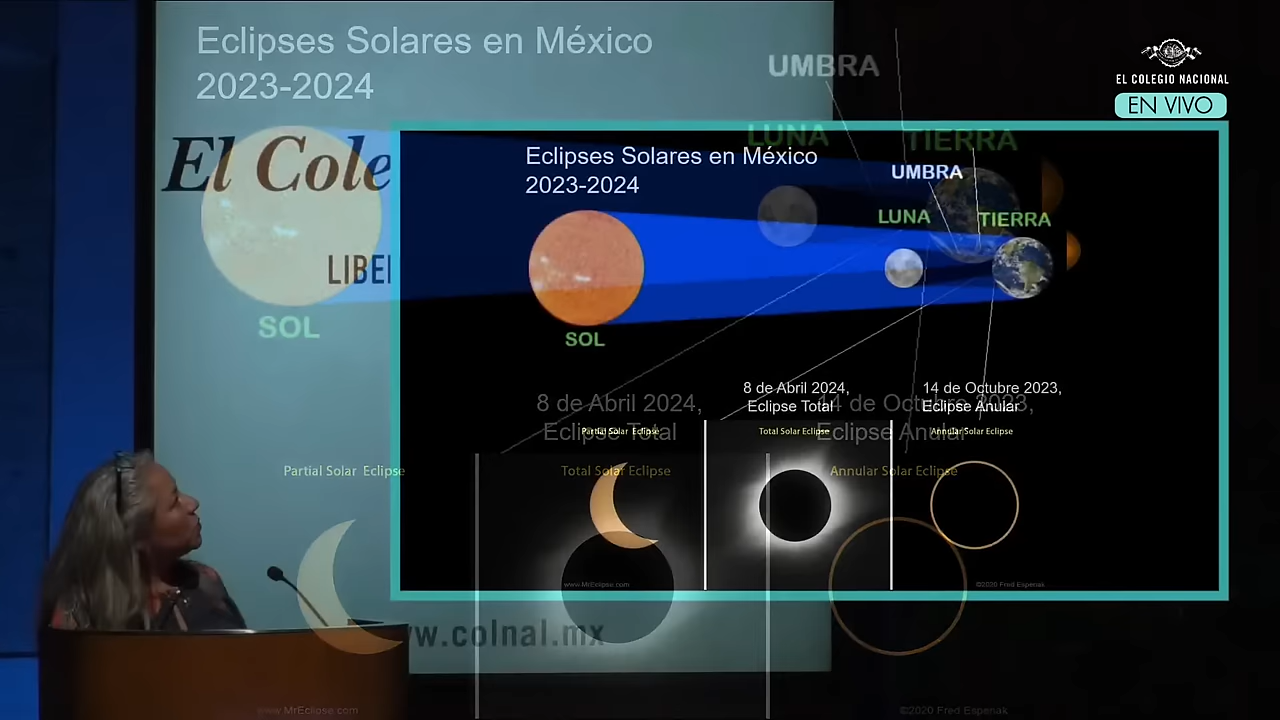 Eclipses Solares en México
2023-2024
UMBRA
EL COLEGIO NACIONAL
EN VIVO
LUNA
TIERRA
El Cole
LIBE
SOL
Eclipses Solares en México
2023-2024
UMBRA
LUNA
TIERRA
SOL
8 de Abril 2024,
Eclipse Total
14 de Octubre 2023,
Eclipse Anular
Partial Solar Eclipse
Total Solar Eclipse
Annular Solar Eclipse
www.MrEclipse.com
©2020 Fred Espenak
8 de Abril 2024,
Eclipse Total
14 de Octubre 2023,
Eclipse Anular
Partial Solar Eclipse
Total Solar Eclipse
Annular Solar Eclipse
w.colnal.mx
www.MrEclipse.com
©2020 Fred Espenak